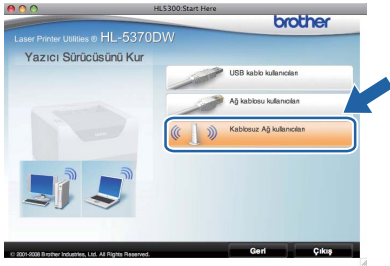 HL5300:Start Here
brother
Laser Printer Utilities ® HL-5370DW
Yazıcı Sürücüsünü Kur
USB kablo kullanıcıları
Ağ kablosu kullanıcıları
Kablosuz Ağ kullanıcıları
© 2001-2008 Brother Industries, Ltd. All Rights Reserved.
Geri
Çıkış